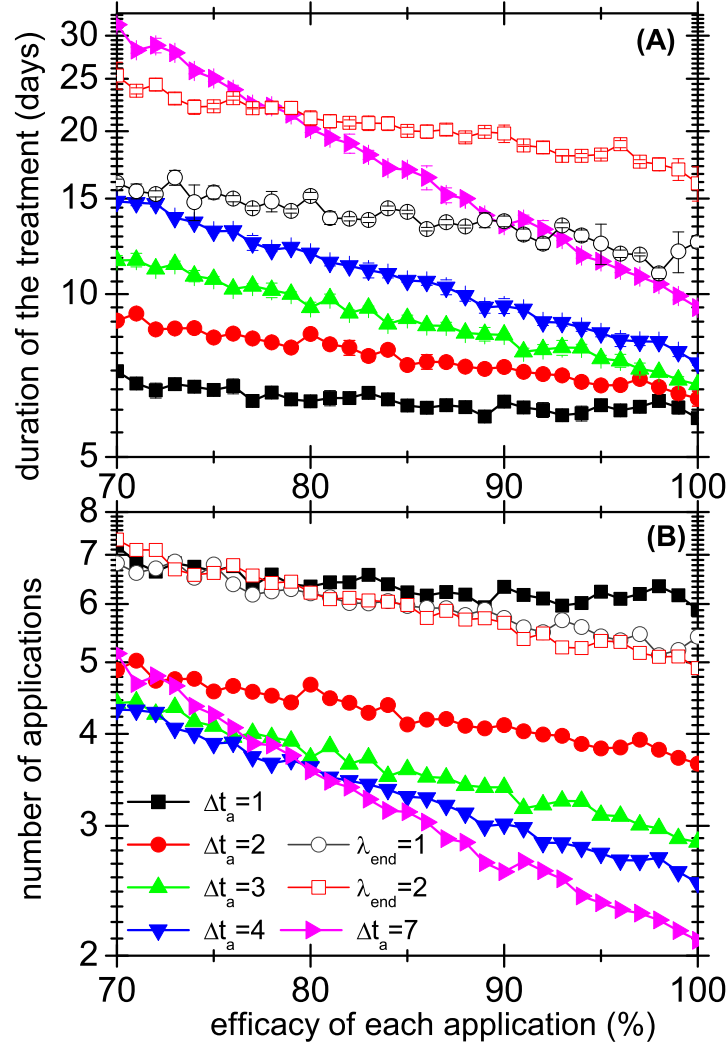 (A)
30
25
20
15
10
5
duration of the treatment (days)
70 80 90 100
(B)
8
7
6
5
4
3
2
number of applications
Δt_a=1
Δt_a=2 λ_end=1
Δt_a=3 λ_end=2
Δt_a=4 Δt_a=7
70 80 90 100
efficacy of each application (%)